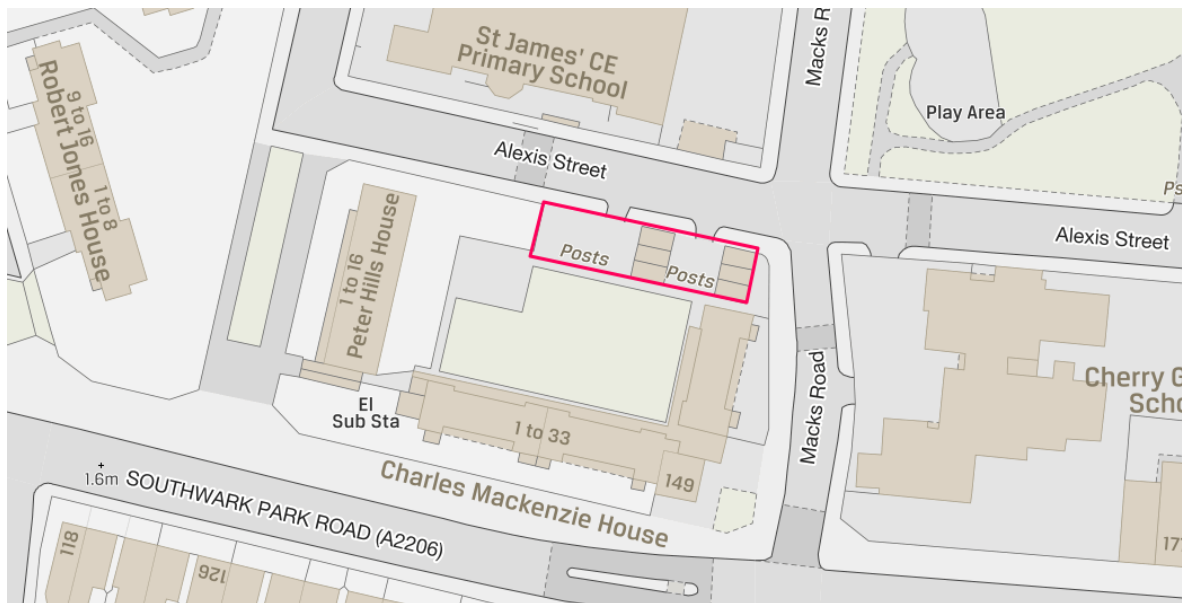 St James' CE
Primary School
Macks R
Play Area
Robert Jones House
9 to 16
1 to 8
Alexis Street
Ps
Posts
Posts
Alexis Street
1 to 16
Peter Hills House
Macks Road
Cherry G
Scho
El
Sub Sta
1 to 33
149
Charles Mackenzie House
1.6m
SOUTHWARK PARK ROAD (A2206)
118
126
177